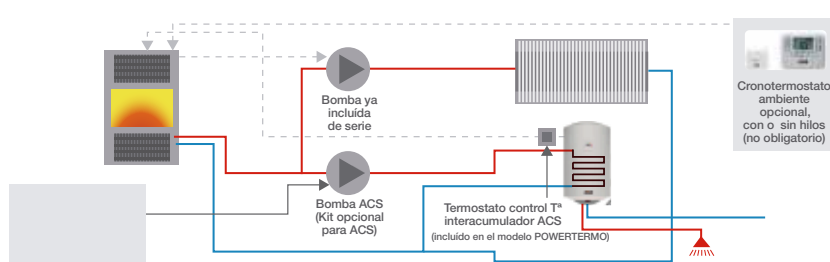 Bomba ya
incluída
de serie
Cronotermostato
ambiente
opcional,
con o sin hilos
(no obligatorio)
Bomba ACS
(Kit opcional
para ACS)
Termostato control Tª
interacumulador ACS
(incluído en el modelo POWERTERMO)